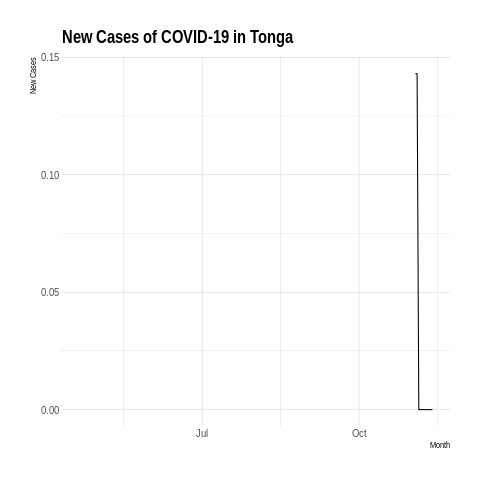 New Cases of COVID-19 in Tonga
New Cases
0.15
0.10
0.05
0.00
Jul
Oct
Month